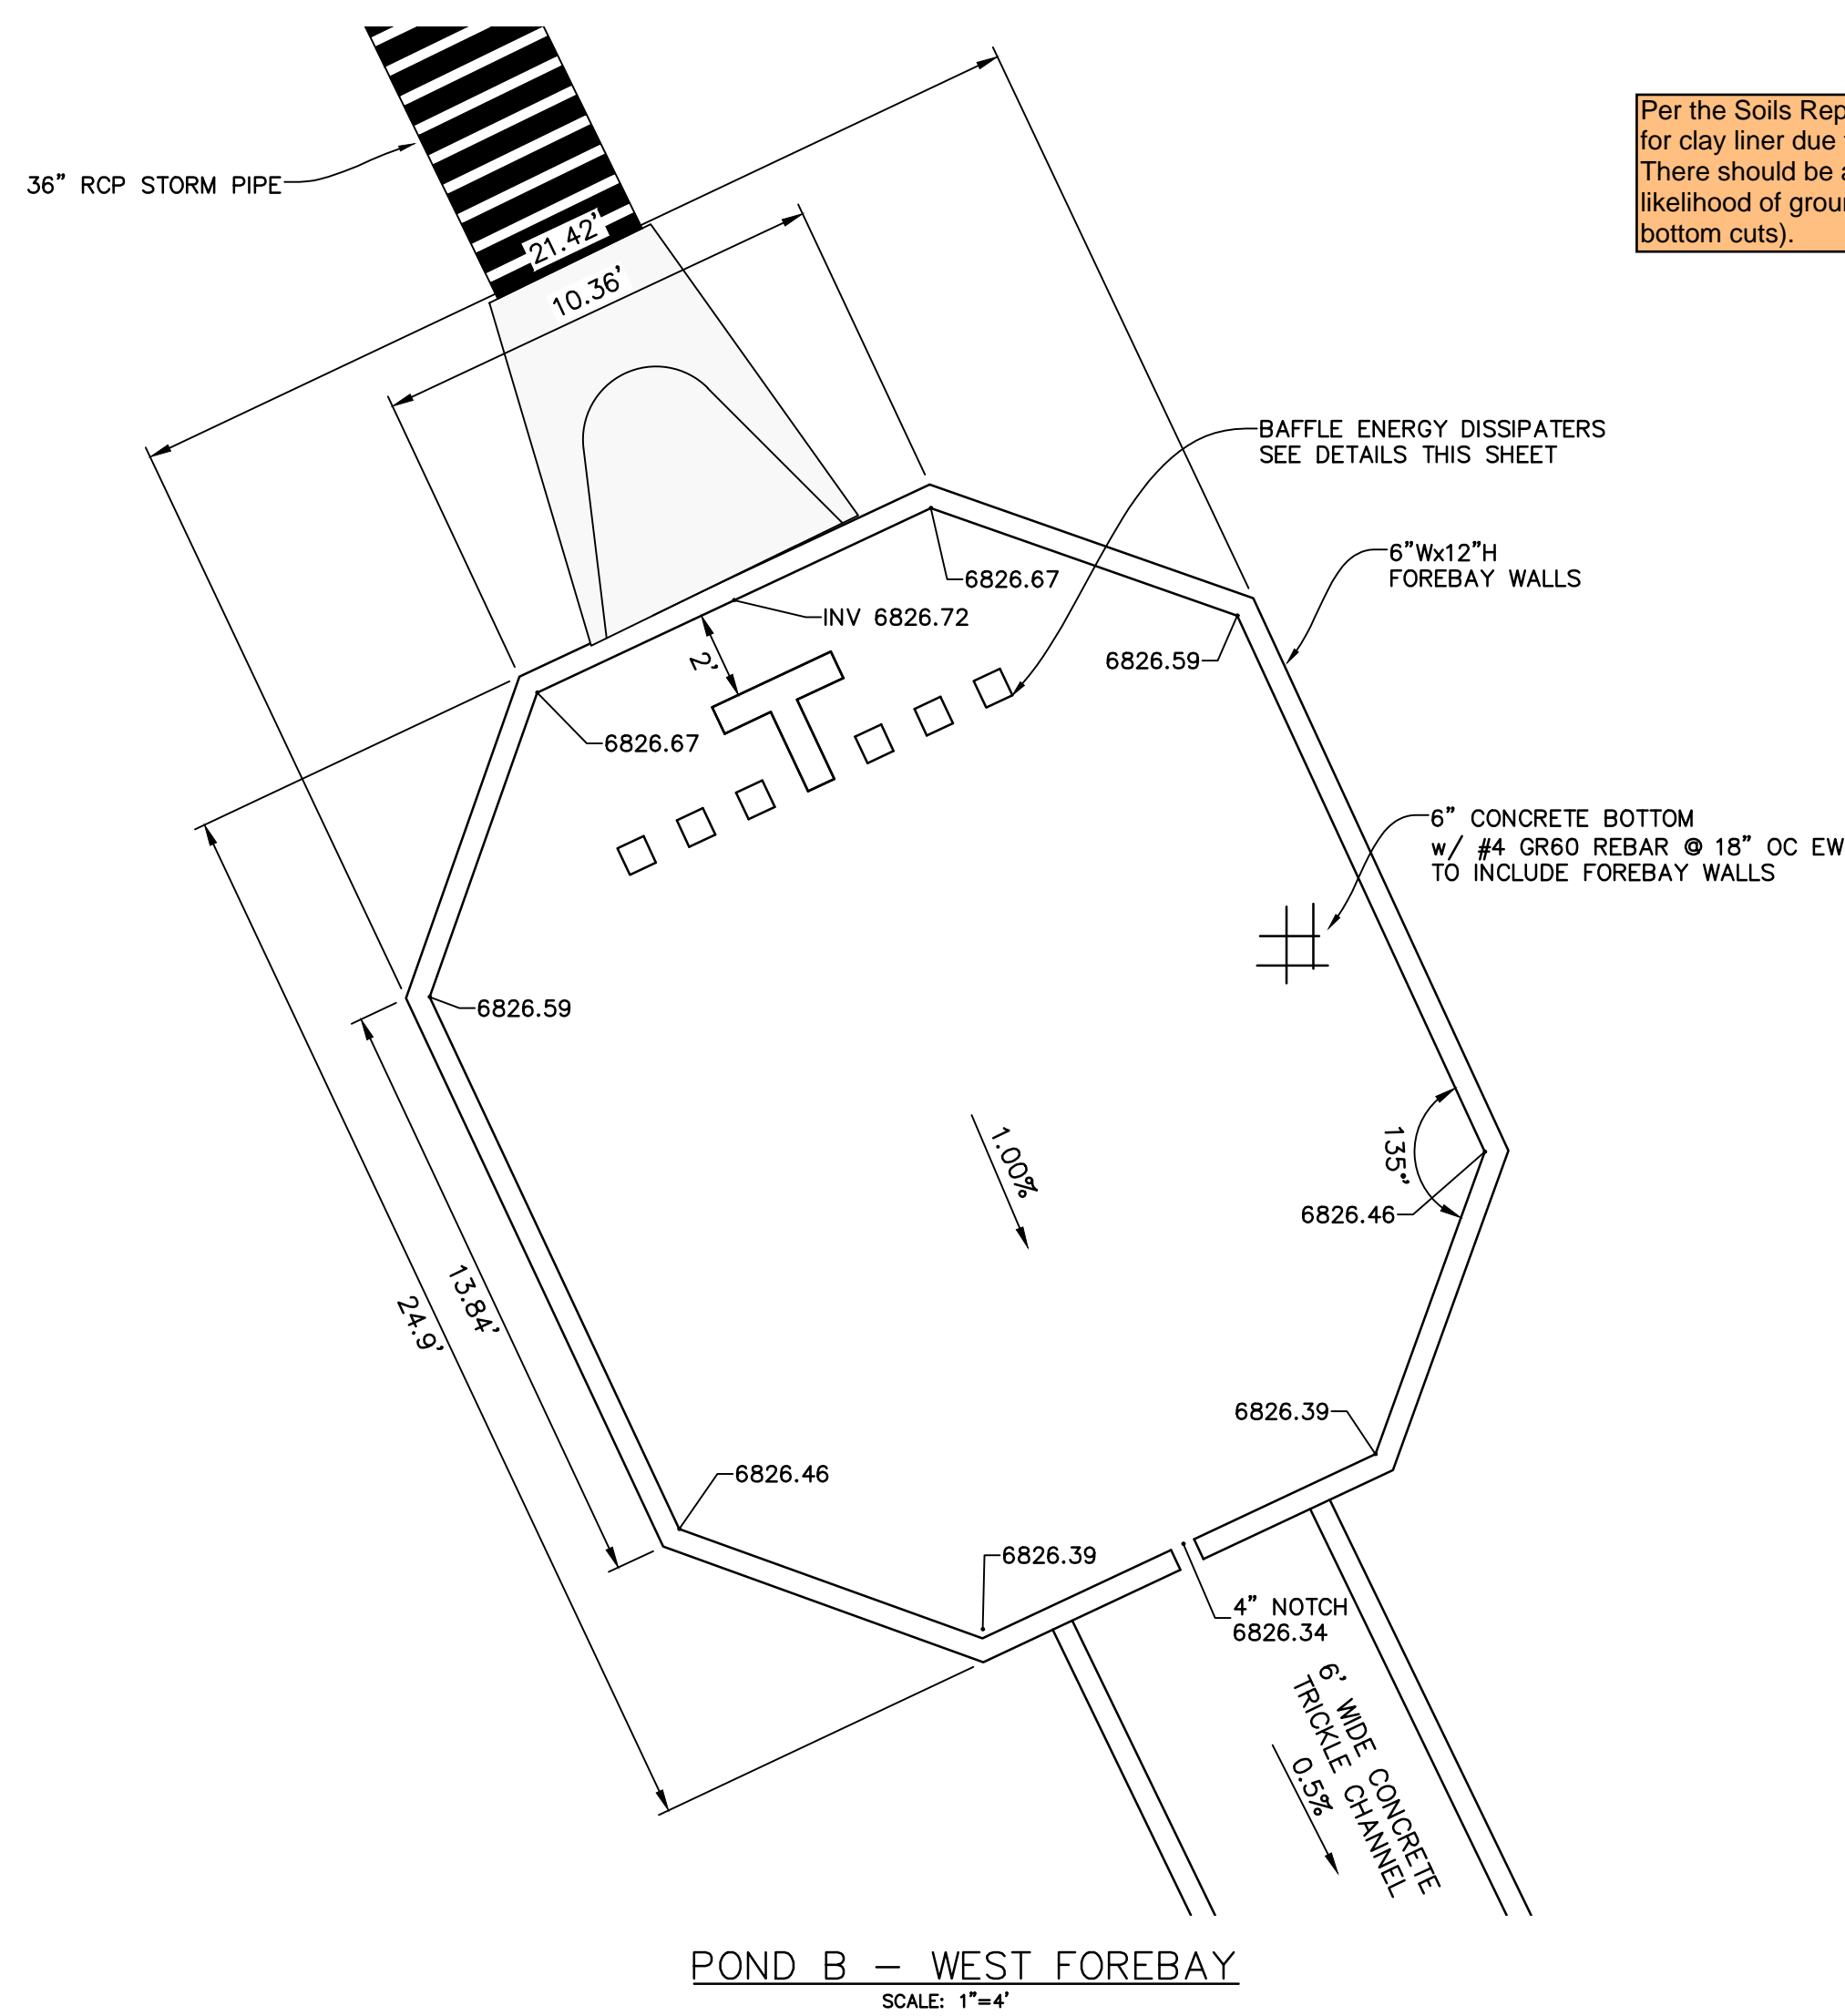 36" RCP STORM PIPE
21.42'
10.36'
Per the Soils Rep
for clay liner due
There should be a
likelihood of grou
bottom cuts).
BAFFLE ENERGY DISSIPATERS
SEE DETAILS THIS SHEET
6"Wx12"H
FOREBAY WALLS
6826.67
INV 6826.72
6826.59
2'
6826.67
6" CONCRETE BOTTOM
w/ #4 GR60 REBAR @ 18" OC EW
TO INCLUDE FOREBAY WALLS
6826.59
1.00%
135°
6826.46
13.84'
24.9'
6826.39
6826.46
6826.39
4" NOTCH
6826.34
6' WIDE CONCRETE
TRICKLE CHANNEL
0.5%
POND B – WEST FOREBAY
SCALE: 1"=4'